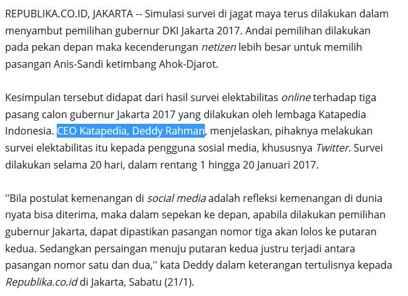 REPUBLIKA.CO.ID, JAKARTA -- Simulasi survei di jagat maya terus dilakukan dalam
menyambut pemilihan gubernur DKI Jakarta 2017. Andai pemilihan dilakukan
pada pekan depan maka kecenderungan netizen lebih besar untuk memilih
pasangan Anis-Sandi ketimbang Ahok-Djarot.
Kesimpulan tersebut didapat dari hasil survei elektabilitas online terhadap tiga
pasang calon gubernur Jakarta 2017 yang dilakukan oleh lembaga Katapedia
Indonesia. CEO Katapedia, Deddy Rahman, menjelaskan, pihaknya melakukan
survei elektabilitas itu kepada pengguna sosial media, khususnya Twitter. Survei
dilakukan selama 20 hari, dalam rentang 1 hingga 20 Januari 2017.
"Bila postulat kemenangan di social media adalah refleksi kemenangan di dunia
nyata bisa diterima, maka dalam sepekan ke depan, apabila dilakukan pemilihan
gubernur Jakarta, dapat dipastikan pasangan nomor tiga akan lolos ke putaran
kedua. Sedangkan persaingan menuju putaran kedua justru terjadi antara
pasangan nomor satu dan dua," kata Deddy dalam keterangan tertulisnya kepada
Republika.co.id di Jakarta, Sabatu (21/1).